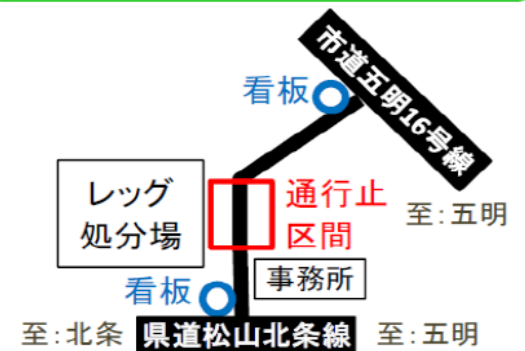 市道五明16号線
看板
レッグ
処分場
通行止
区間
至:五明
事務所
看板
至:北条
県道松山北条線
至:五明